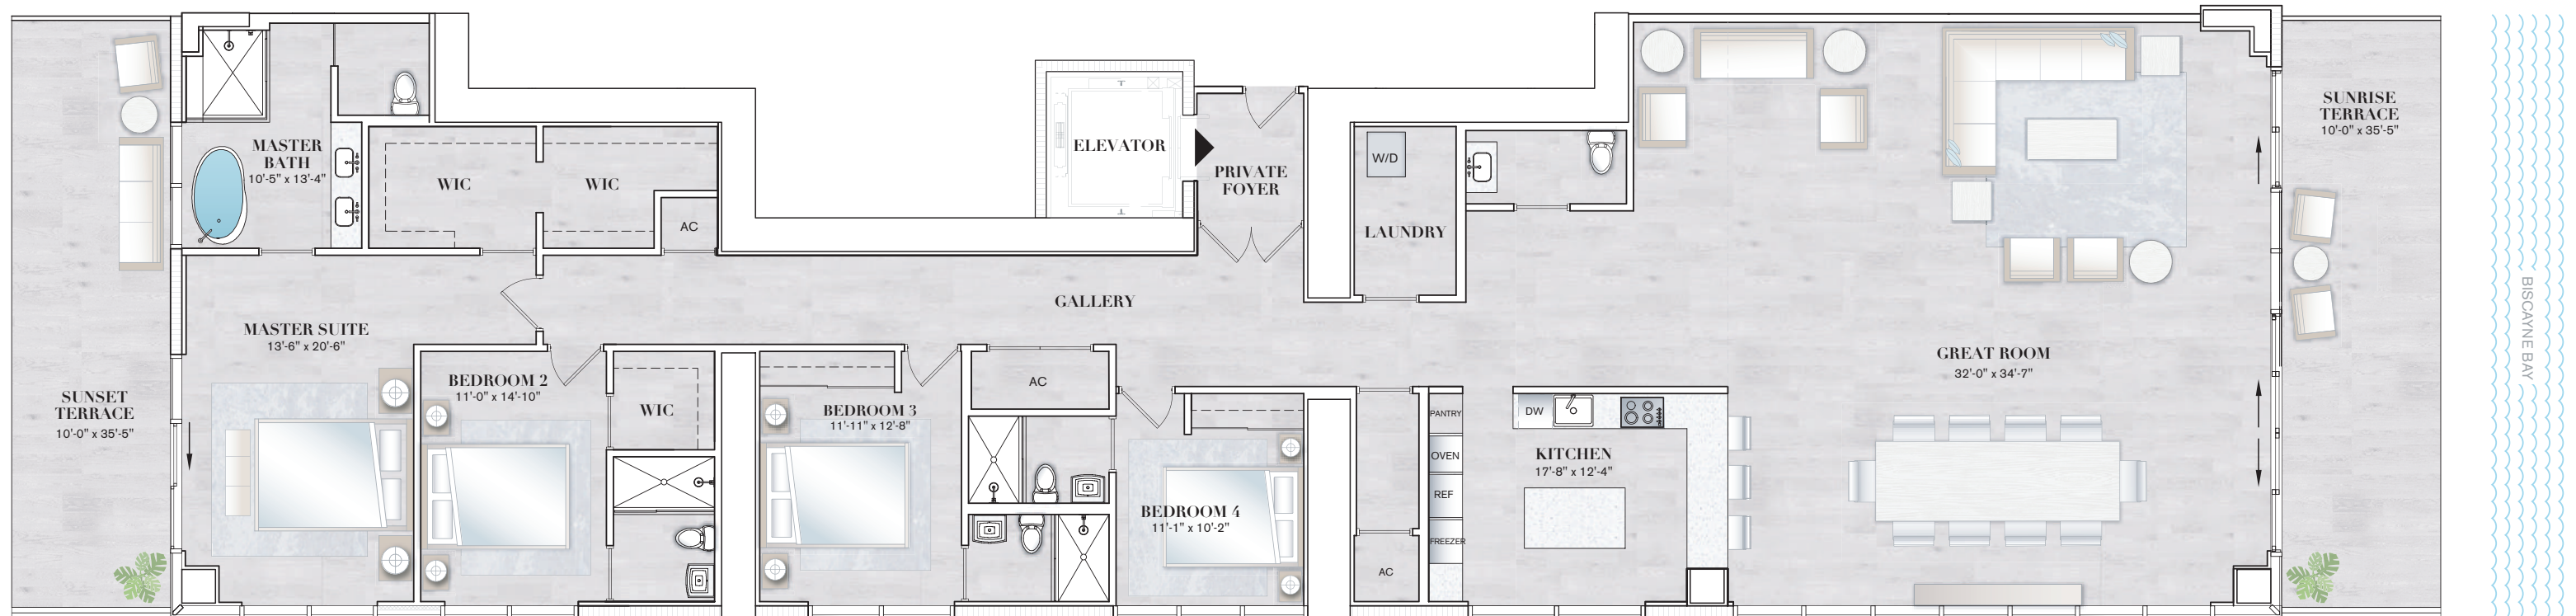 SUNSET
TERRACE
10'-0" x 35'-5"
MASTER
BATH
10'-5" x 13'-4"
WIC
WIC
AC
MASTER SUITE
13'-6" x 20'-6"
BEDROOM 2
11'-0" x 14'-10"
WIC
ELEVATOR
PRIVATE
FOYER
GALLERY
BEDROOM 3
11'-11" x 12'-8"
AC
BEDROOM 4
11'-1" x 10'-2"
W/D
LAUNDRY
PANTRY
OVEN
REF
FREEZER
AC
DW
KITCHEN
17'-8" x 12'-4"
GREAT ROOM
32'-0" x 34'-7"
SUNRISE
TERRACE
10'-0" x 35'-5"
BISCAYNE BAY